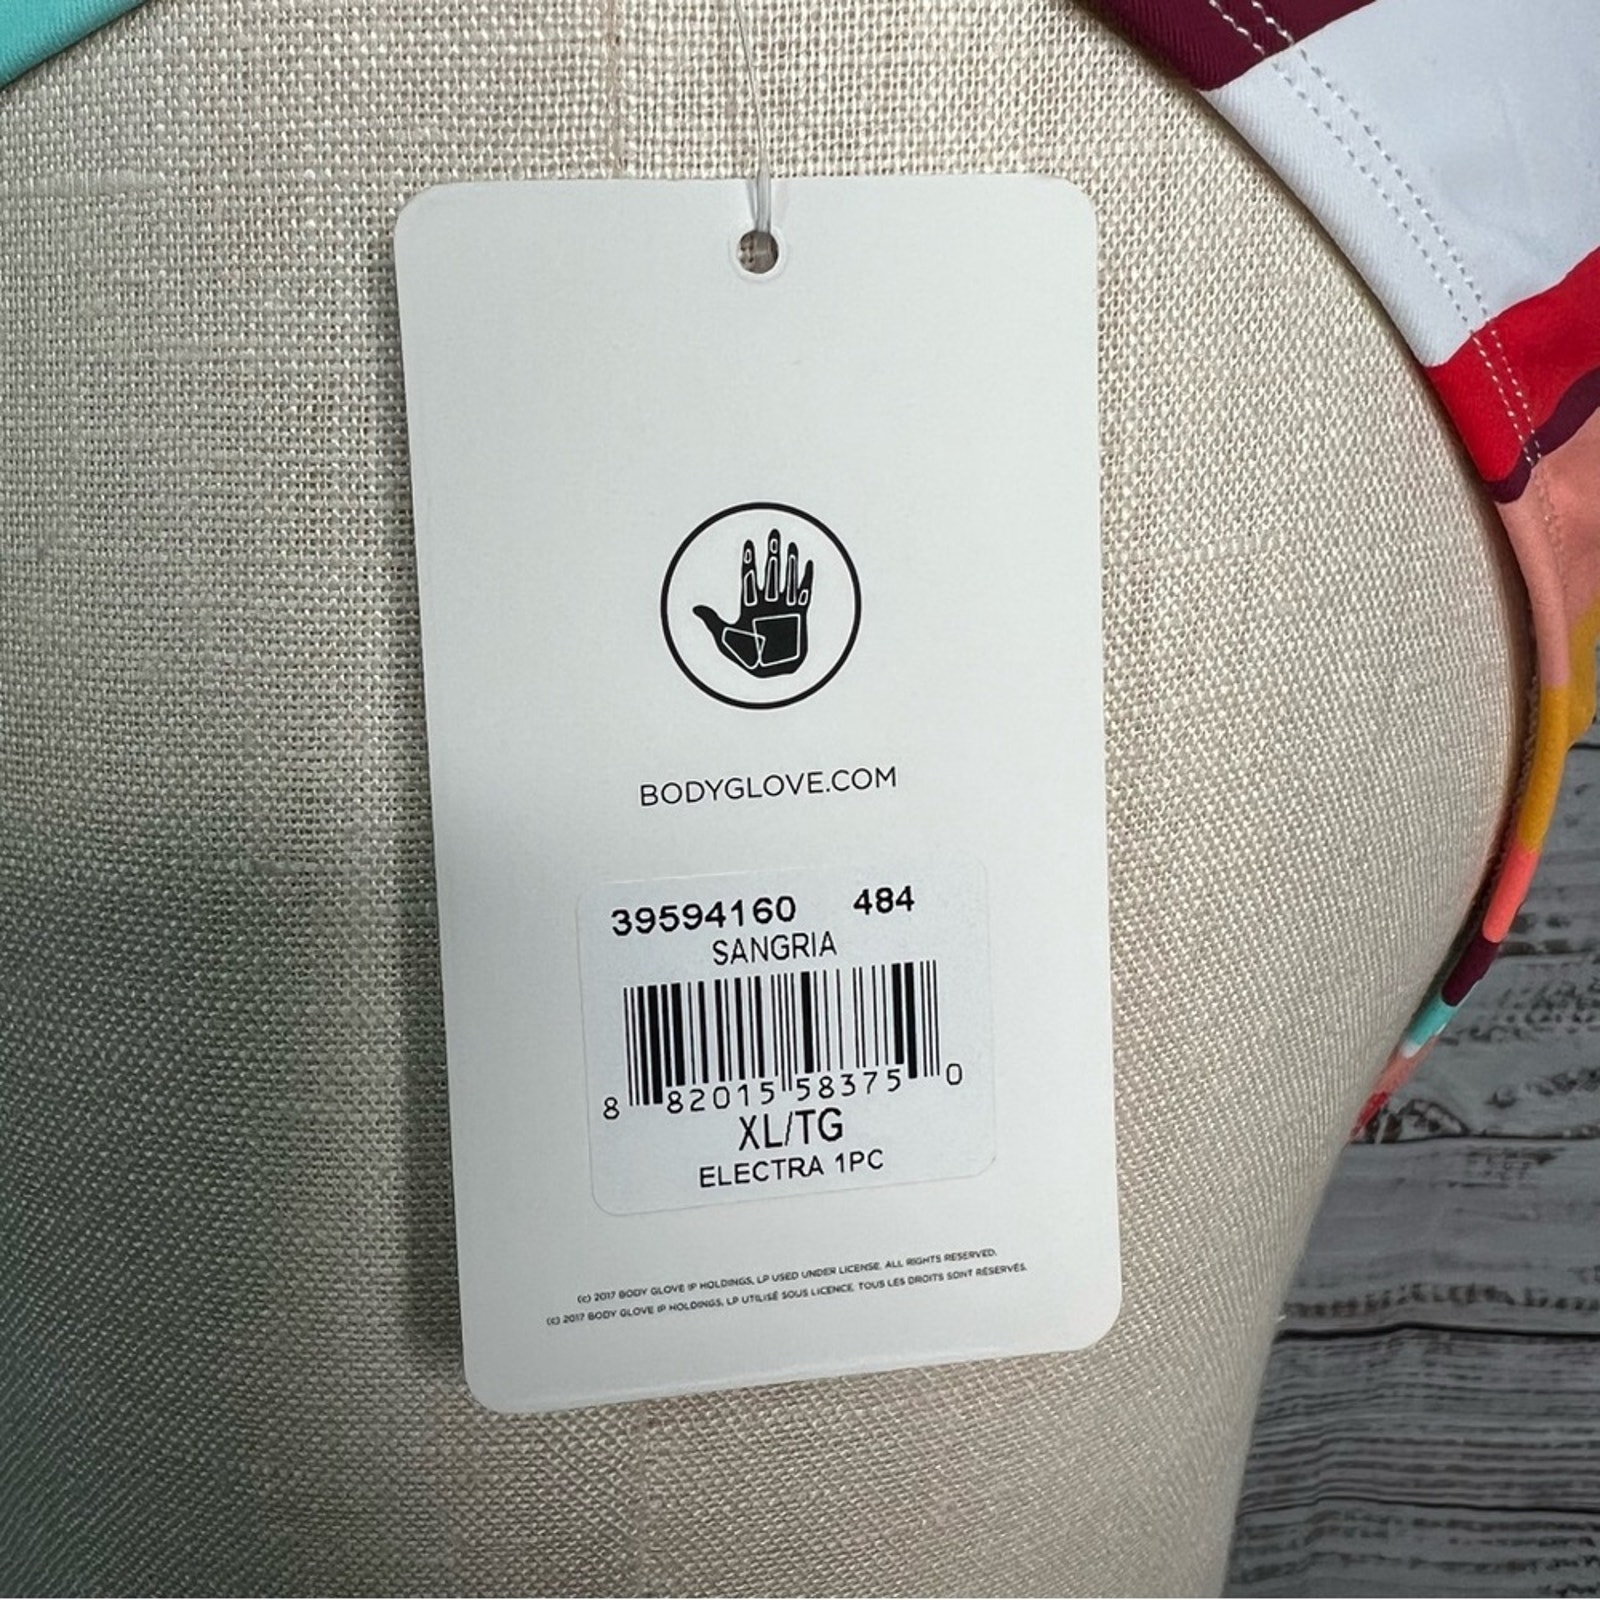 BODYGLOVE.COM
39594160 484
SANGRIA
8 82015 58375 0
XL/TG
ELECTRA 1PC
(c) 2017 BODY GLOVE IP HOLDINGS, LP USED UNDER LICENSE. ALL RIGHTS RESERVED.
(c) 2017 BODY GLOVE IP HOLDINGS, LP UTILISÉ SOUS LICENCE. TOUS LES DROITS SONT RÉSERVÉS.